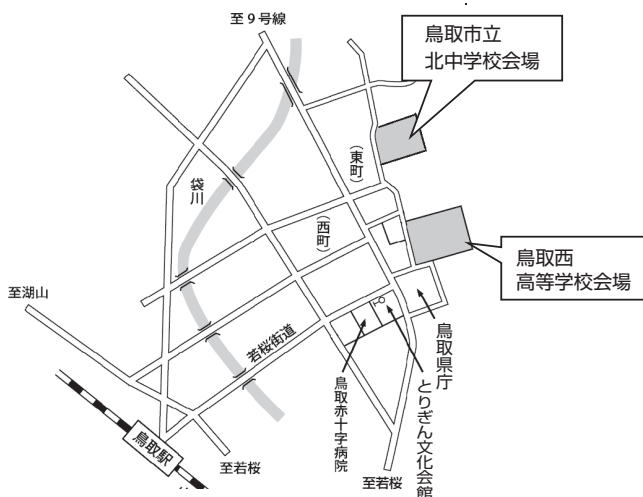 至９号線
鳥取市立
北中学校会場
（東町）
袋川
（西町）
鳥取西
高等学校会場
至湖山
若桜街道
鳥取県庁
とりぎん文化会館
鳥取赤十字病院
鳥取駅
至若桜
至若桜